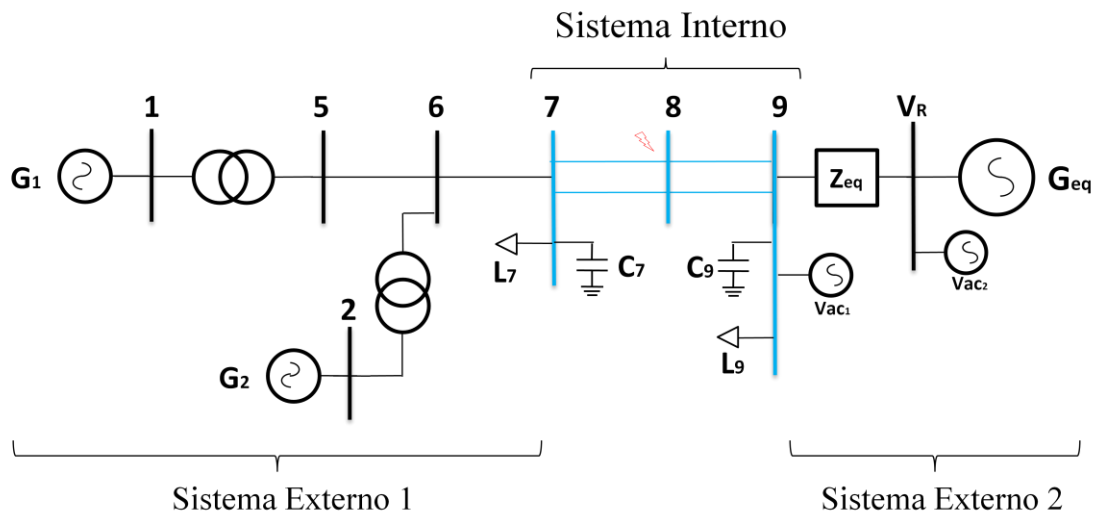 Sistema Interno
1 5 6 7 8 9 VR
G1 Zeq Geq
L7 C7 C9 Vac1 Vac2
2
G2 L9
Sistema Externo 1 Sistema Externo 2